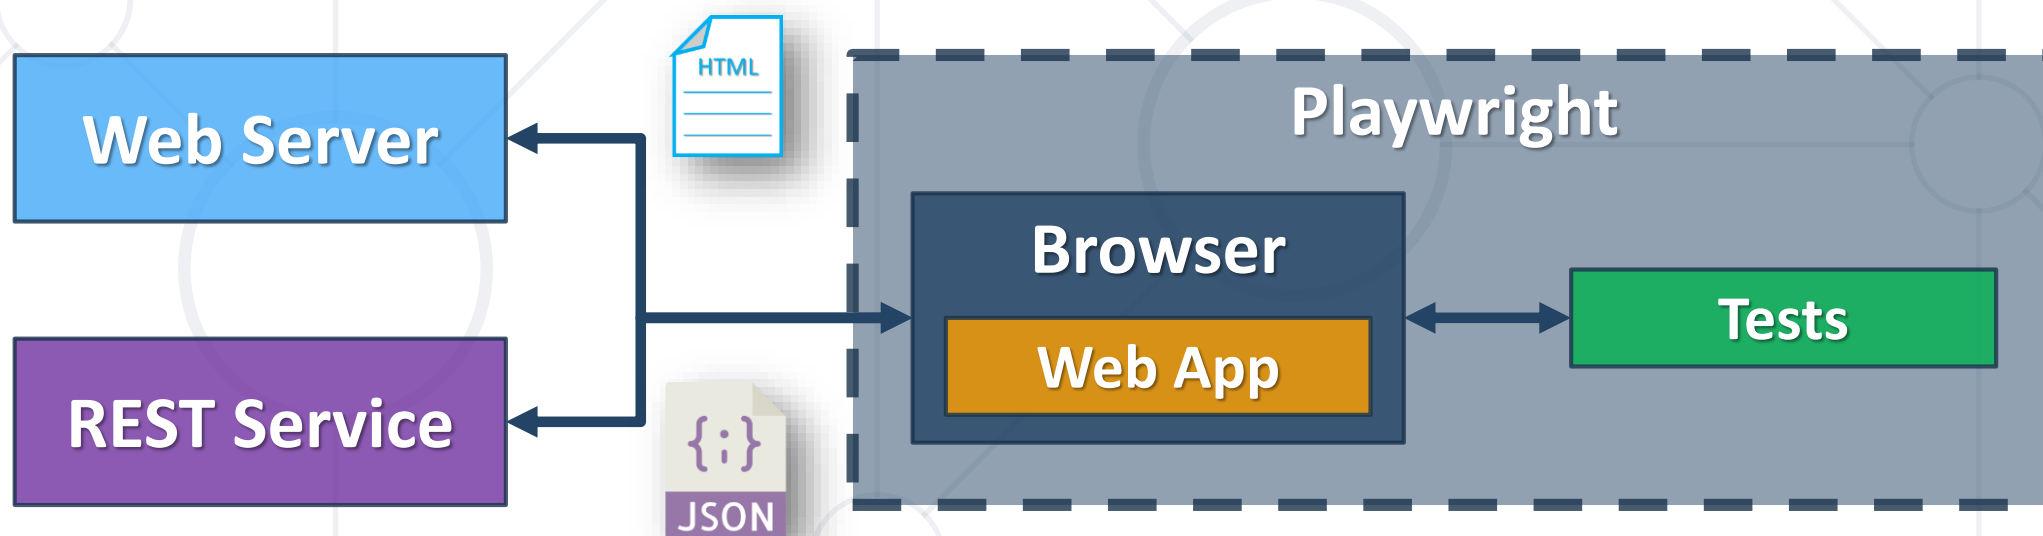 Web Server
HTML
Playwright
Browser
Web App
Tests
REST Service
{;}
JSON